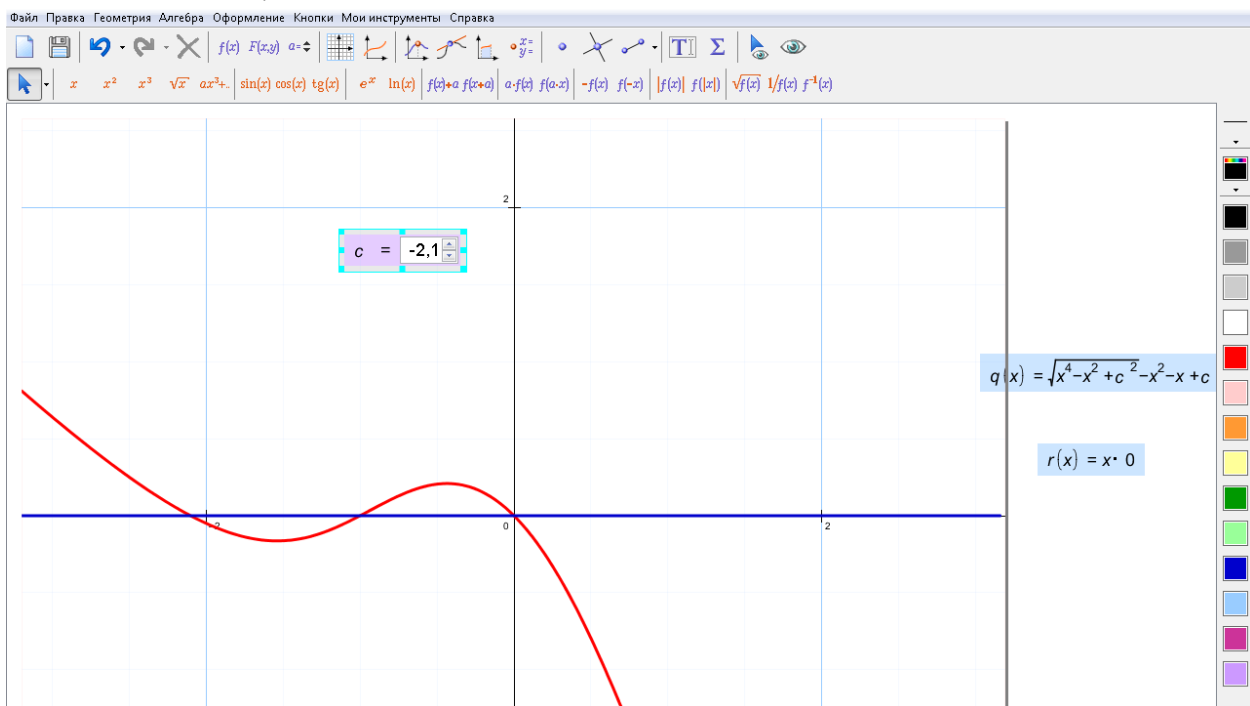 Файл Правка Геометрия Алгебра Оформление Кнопки Мои инструменты Справка
f(x) F(x,y) a= x= y= TI Σ
x x² x³ √x ax³+.. sin(x) cos(x) tg(x) eˣ ln(x) f(x)+a f(x+a) a·f(x) f(a·x) -f(x) f(-x) |f(x)| f(|x|) √f(x) 1/f(x) f⁻¹(x)
2
c = -2,1
q(x) = √(x⁴−x²+c²)−x²−x+c
r(x) = x· 0
-2 0 2